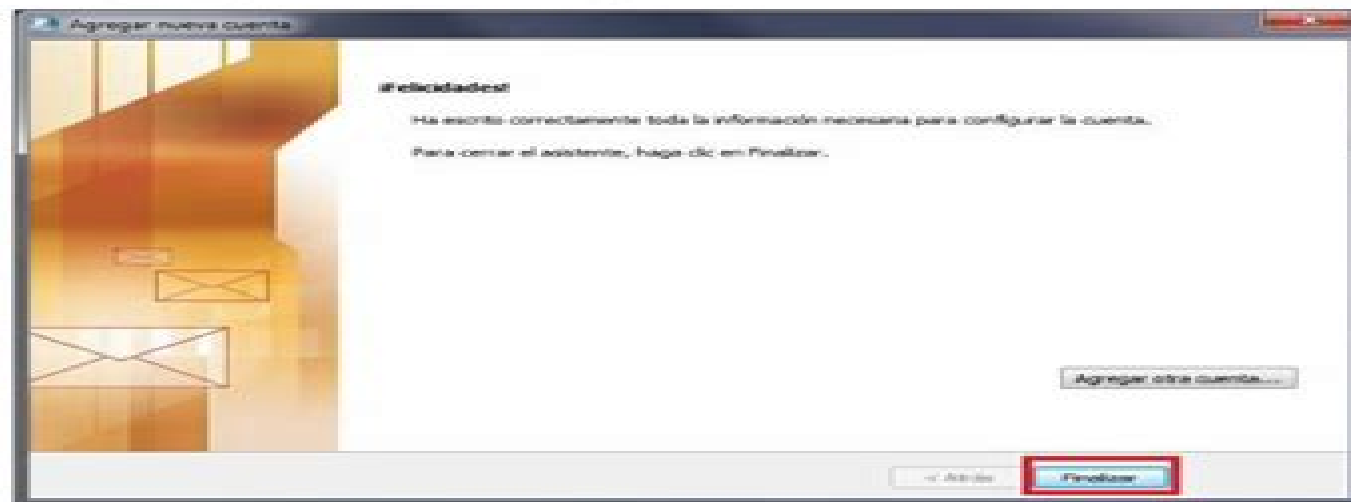 Agregar nueva cuenta
¡Felicidades!
Ha escrito correctamente toda la información necesaria para configurar la cuenta.
Para cerrar el asistente, haga clic en Finalizar.
Agregar otra cuenta...
< Atrás
Finalizar